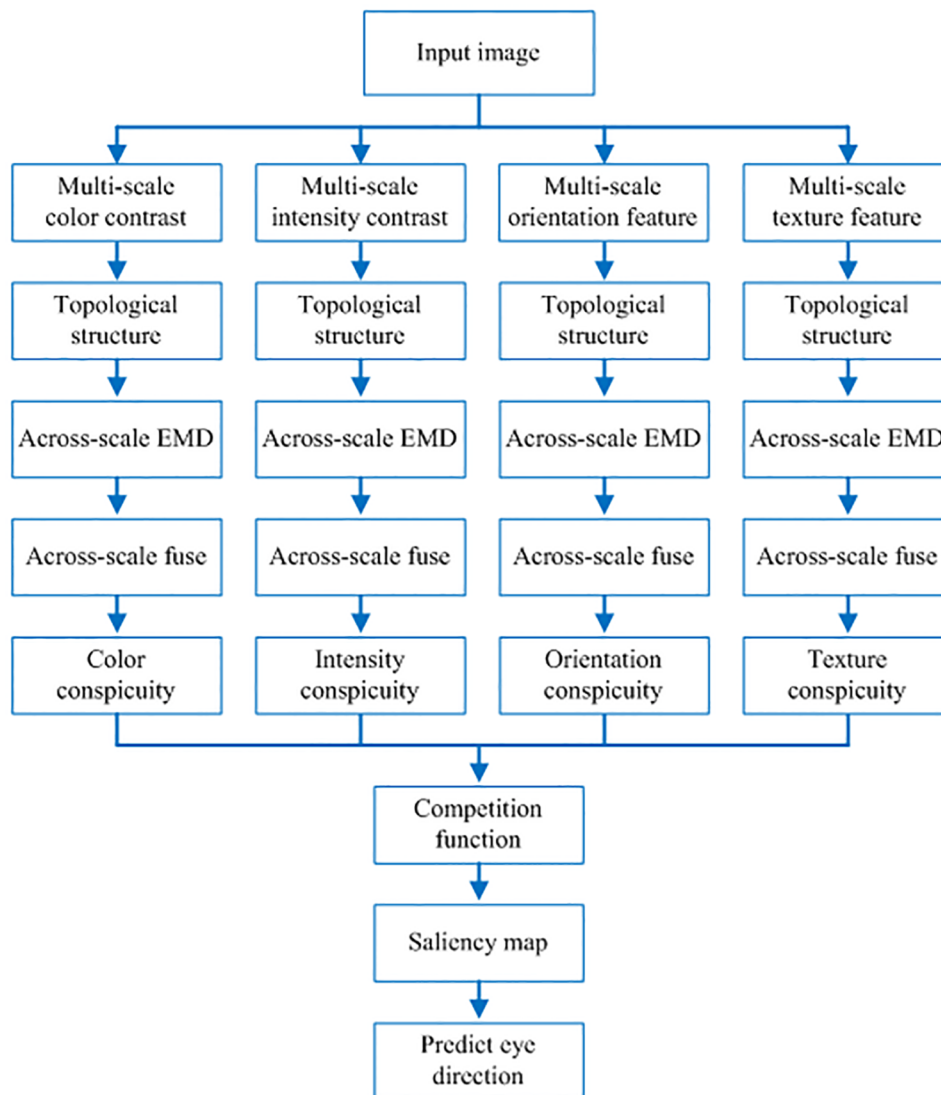 Input image
Multi-scale
color contrast
Multi-scale
intensity contrast
Multi-scale
orientation feature
Multi-scale
texture feature
Topological
structure
Topological
structure
Topological
structure
Topological
structure
Across-scale EMD
Across-scale EMD
Across-scale EMD
Across-scale EMD
Across-scale fuse
Across-scale fuse
Across-scale fuse
Across-scale fuse
Color
conspicuity
Intensity
conspicuity
Orientation
conspicuity
Texture
conspicuity
Competition
function
Saliency map
Predict eye
direction